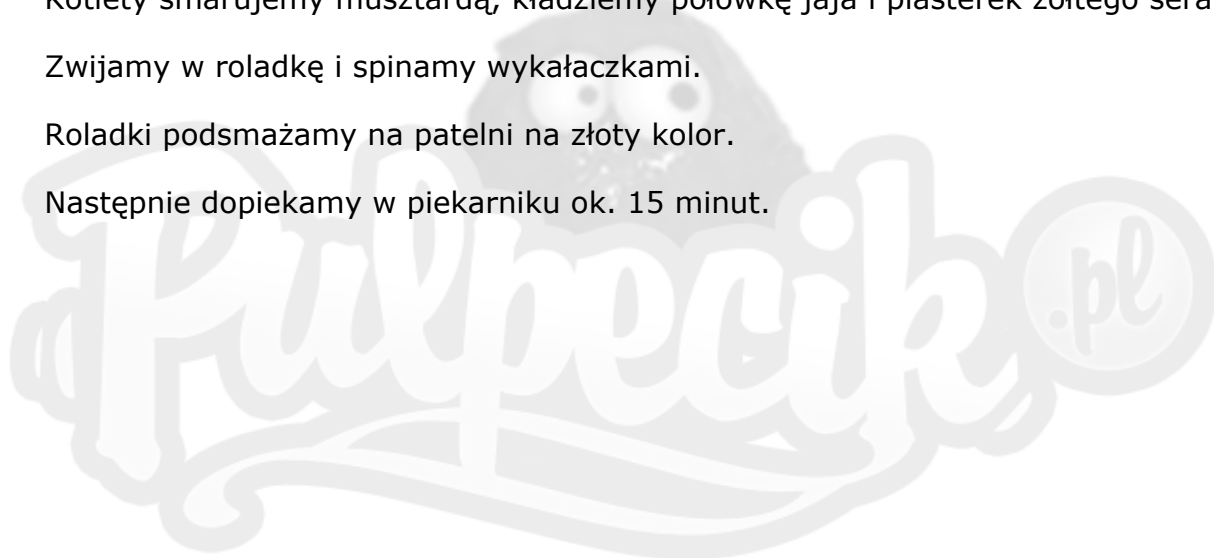 Kotlety smarujemy musztardą, kładziemy połówkę jaja i plasterek żółtego sera
Zwijamy w roladkę i spinamy wykałaczkami.
Roladki podsmażamy na patelni na złoty kolor.
Następnie dopiekamy w piekarniku ok. 15 minut.
Pulpecik.pl